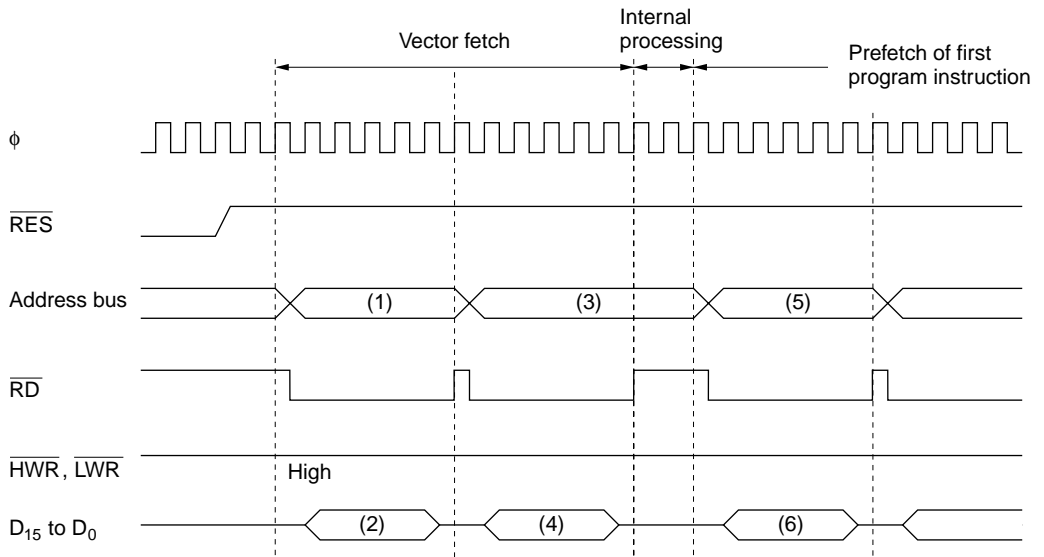 Internal
processing
Vector fetch
Prefetch of first
program instruction
ϕ
RES
Address bus (1) (3) (5)
RD
HWR, LWR High
D15 to D0 (2) (4) (6)